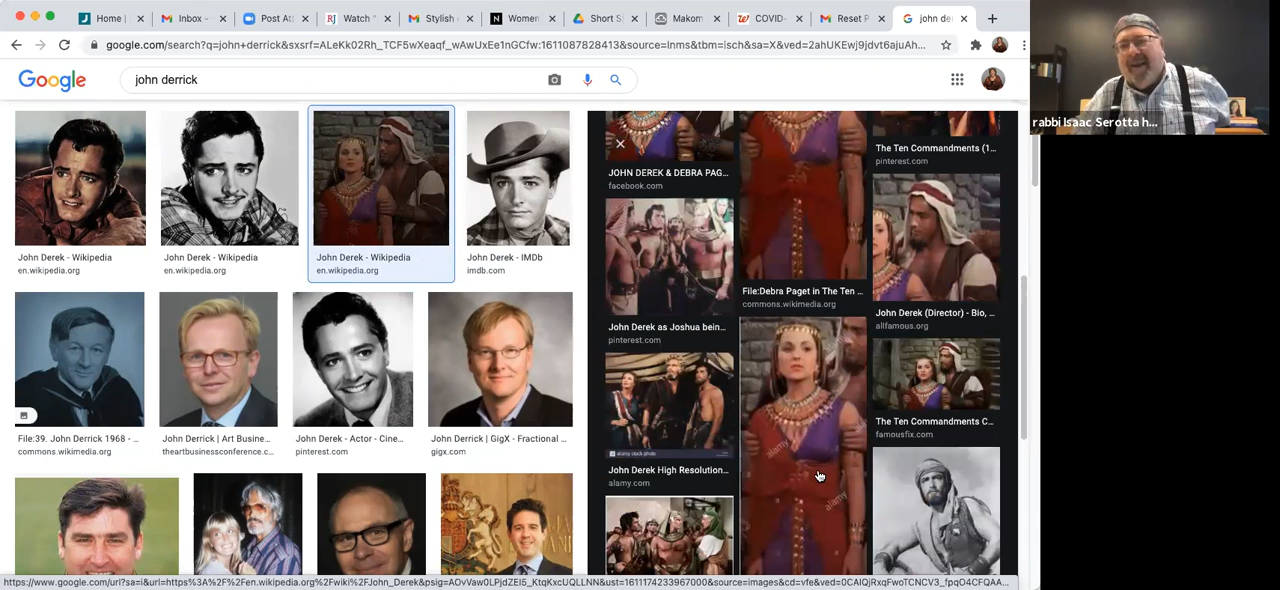 Home |
Inbox -
Post Att
Watch "
Stylish
Women
Short S
Makom
COVID-
Reset P
john de
google.com/search?q=john+derrick&sxsrf=ALeKk02Rh_TCF5wXeaqf_wAwUxEe1nGCfw:1611087828413&source=lnms&tbm=isch&sa=X&ved=2ahUKEwj9jdvt6ajuAh...
Google
john derrick
rabbi Isaac Serotta h...
John Derek - Wikipedia
en.wikipedia.org
John Derek - Wikipedia
en.wikipedia.org
John Derek - Wikipedia
en.wikipedia.org
John Derek - IMDb
imdb.com
File:39. John Derrick 1968 - ...
commons.wikimedia.org
John Derrick | Art Busine...
theartbusinessconference.c...
John Derek - Actor - Cine...
pinterest.com
John Derrick | GigX - Fractional ...
gigx.com
JOHN DEREK & DEBRA PAG...
facebook.com
John Derek as Joshua bein...
pinterest.com
alamy stock photo
John Derek High Resolution...
alamy.com
File:Debra Paget in The Ten ...
commons.wikimedia.org
alamy
alamy
The Ten Commandments (1...
pinterest.com
John Derek (Director) - Bio, ...
allfamous.org
The Ten Commandments C...
famousfix.com
https://www.google.com/url?sa=i&url=https%3A%2F%2Fen.wikipedia.org%2Fwiki%2FJohn_Derek&psig=AOvVaw0LPjdZEI5_KtqKxcUQLLNN&ust=1611174233967000&source=images&cd=vfe&ved=0CAIQjRxqFwoTCNCV3_fpqO4CFQAA...